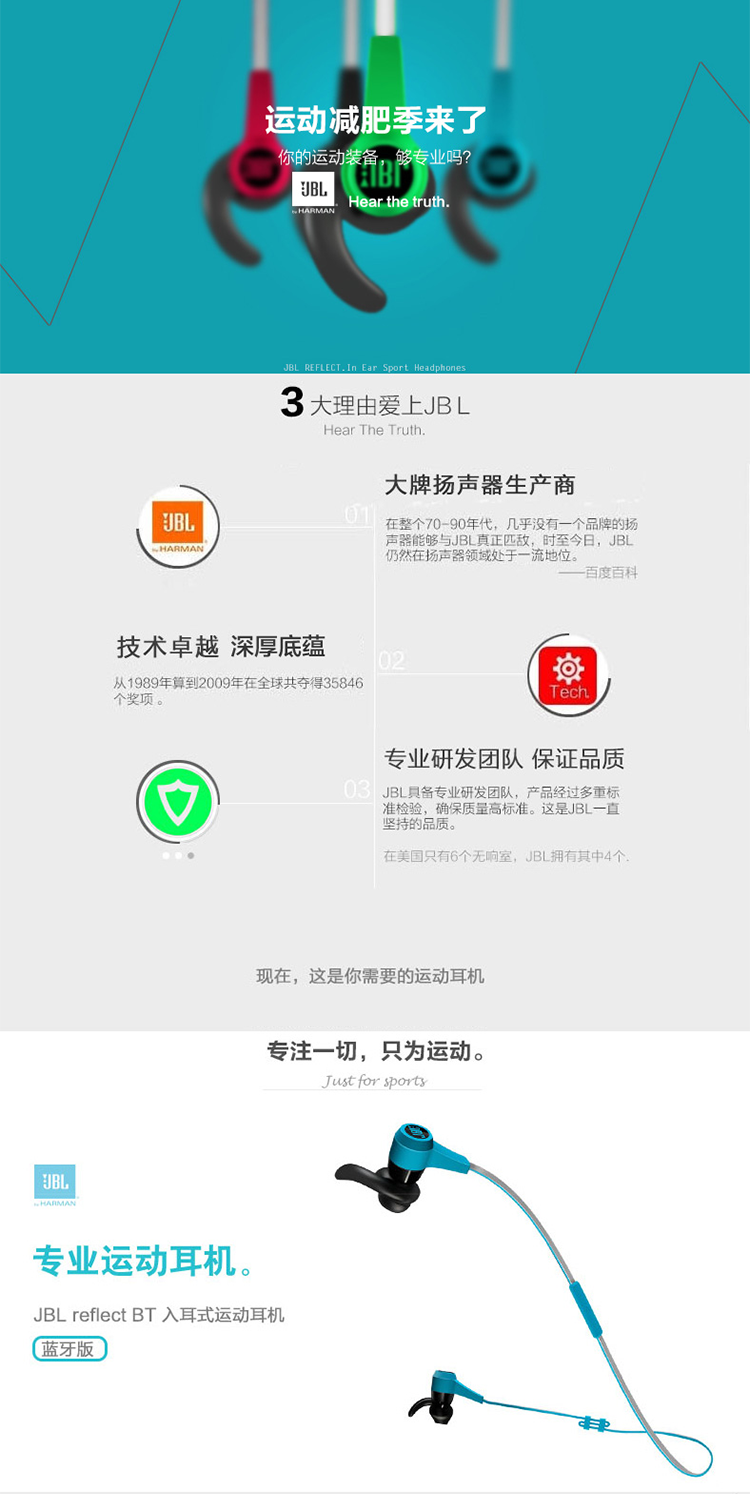 运动减肥季来了
你的运动装备，够专业吗？
JBL
by HARMAN
Hear the truth.
JBL
JBL REFLECT.In Ear Sport Headphones
3大理由爱上JBL
Hear The Truth.
JBL
by HARMAN
01
大牌扬声器生产商
在整个70-90年代，几乎没有一个品牌的扬
声器能够与JBL真正匹敌，时至今日，JBL
仍然在扬声器领域处于一流地位。
——百度百科
技术卓越 深厚底蕴
从1989年算到2009年在全球共夺得35846
个奖项 。
02
Tech.
03
专业研发团队 保证品质
JBL具备专业研发团队，产品经过多重标
准检验，确保质量高标准。这是JBL一直
坚持的品质。
在美国只有6个无响室，JBL拥有其中4个.
现在，这是你需要的运动耳机
专注一切，只为运动。
Just for sports
JBL
by HARMAN
专业运动耳机。
JBL reflect BT 入耳式运动耳机
蓝牙版